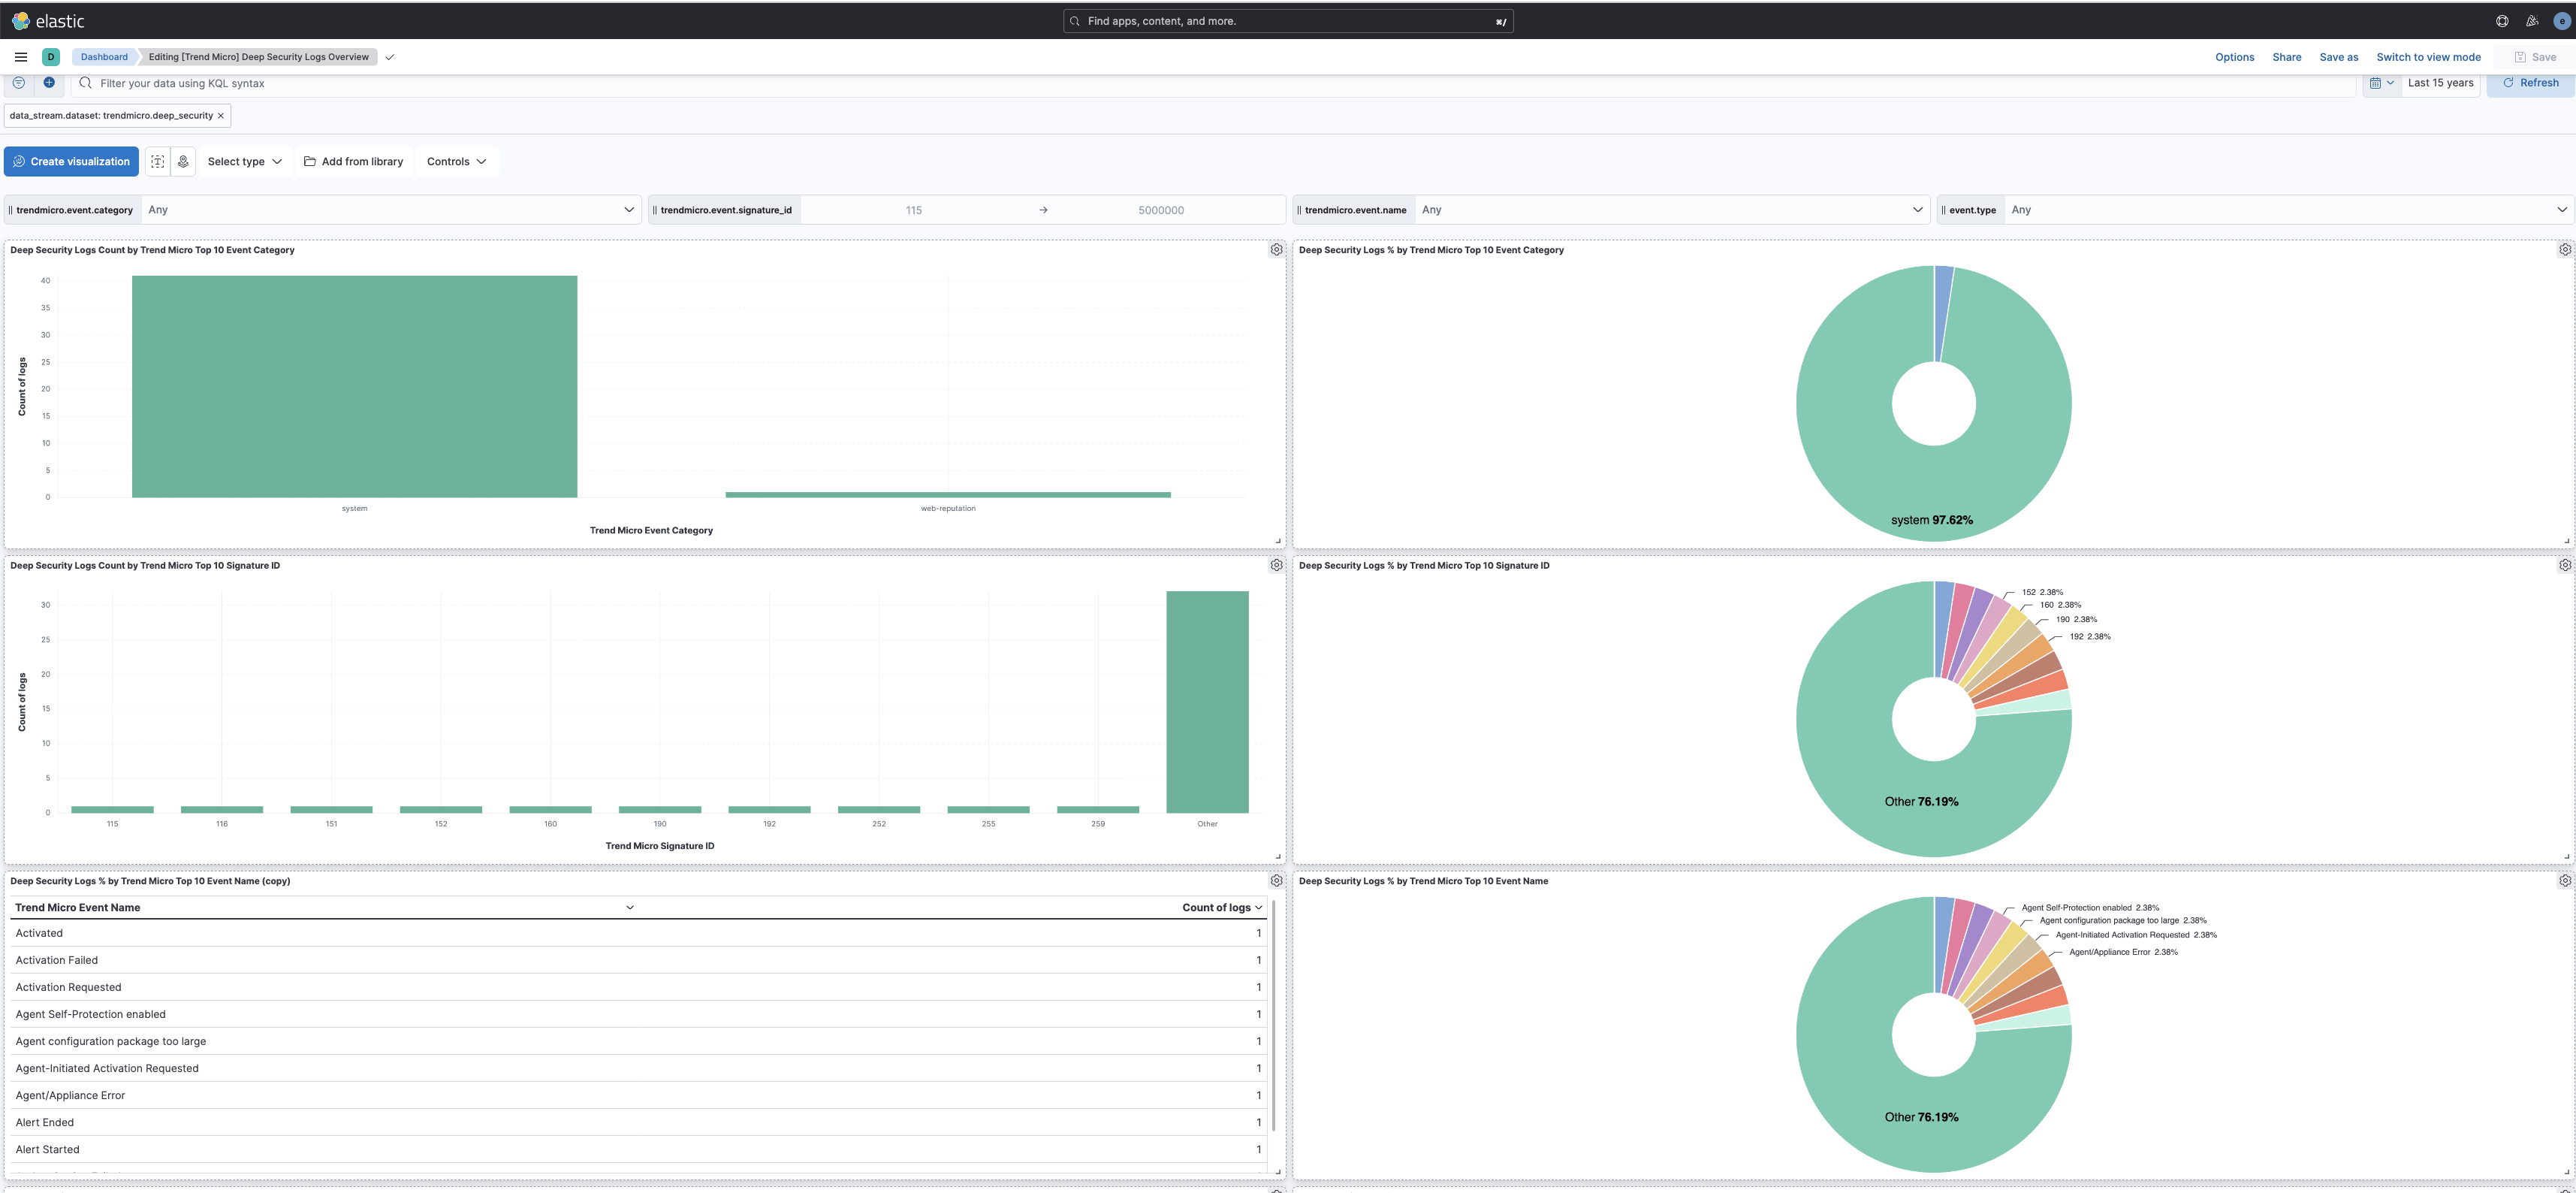 elastic
Find apps, content, and more.
⌘/
e
D
Dashboard
Editing [Trend Micro] Deep Security Logs Overview
Options
Share
Save as
Switch to view mode
Save
Filter your data using KQL syntax
Last 15 years
Refresh
data_stream.dataset: trendmicro.deep_security ×
Create visualization
Select type
Add from library
Controls
trendmicro.event.category
Any
trendmicro.event.signature_id
115
→
5000000
trendmicro.event.name
Any
event.type
Any
Deep Security Logs Count by Trend Micro Top 10 Event Category
40
35
30
25
20
15
10
5
0
Count of logs
system
web-reputation
Trend Micro Event Category
Deep Security Logs % by Trend Micro Top 10 Event Category
system 97.62%
Deep Security Logs Count by Trend Micro Top 10 Signature ID
30
25
20
15
10
5
0
Count of logs
115
116
151
152
160
190
192
252
255
259
Other
Trend Micro Signature ID
Deep Security Logs % by Trend Micro Top 10 Signature ID
152 2.38%
160 2.38%
190 2.38%
192 2.38%
Other 76.19%
Deep Security Logs % by Trend Micro Top 10 Event Name (copy)
Trend Micro Event Name
Count of logs
Activated 1
Activation Failed 1
Activation Requested 1
Agent Self-Protection enabled 1
Agent configuration package too large 1
Agent-Initiated Activation Requested 1
Agent/Appliance Error 1
Alert Ended 1
Alert Started 1
Deep Security Logs % by Trend Micro Top 10 Event Name
Agent Self-Protection enabled 2.38%
Agent configuration package too large 2.38%
Agent-Initiated Activation Requested 2.38%
Agent/Appliance Error 2.38%
Other 76.19%